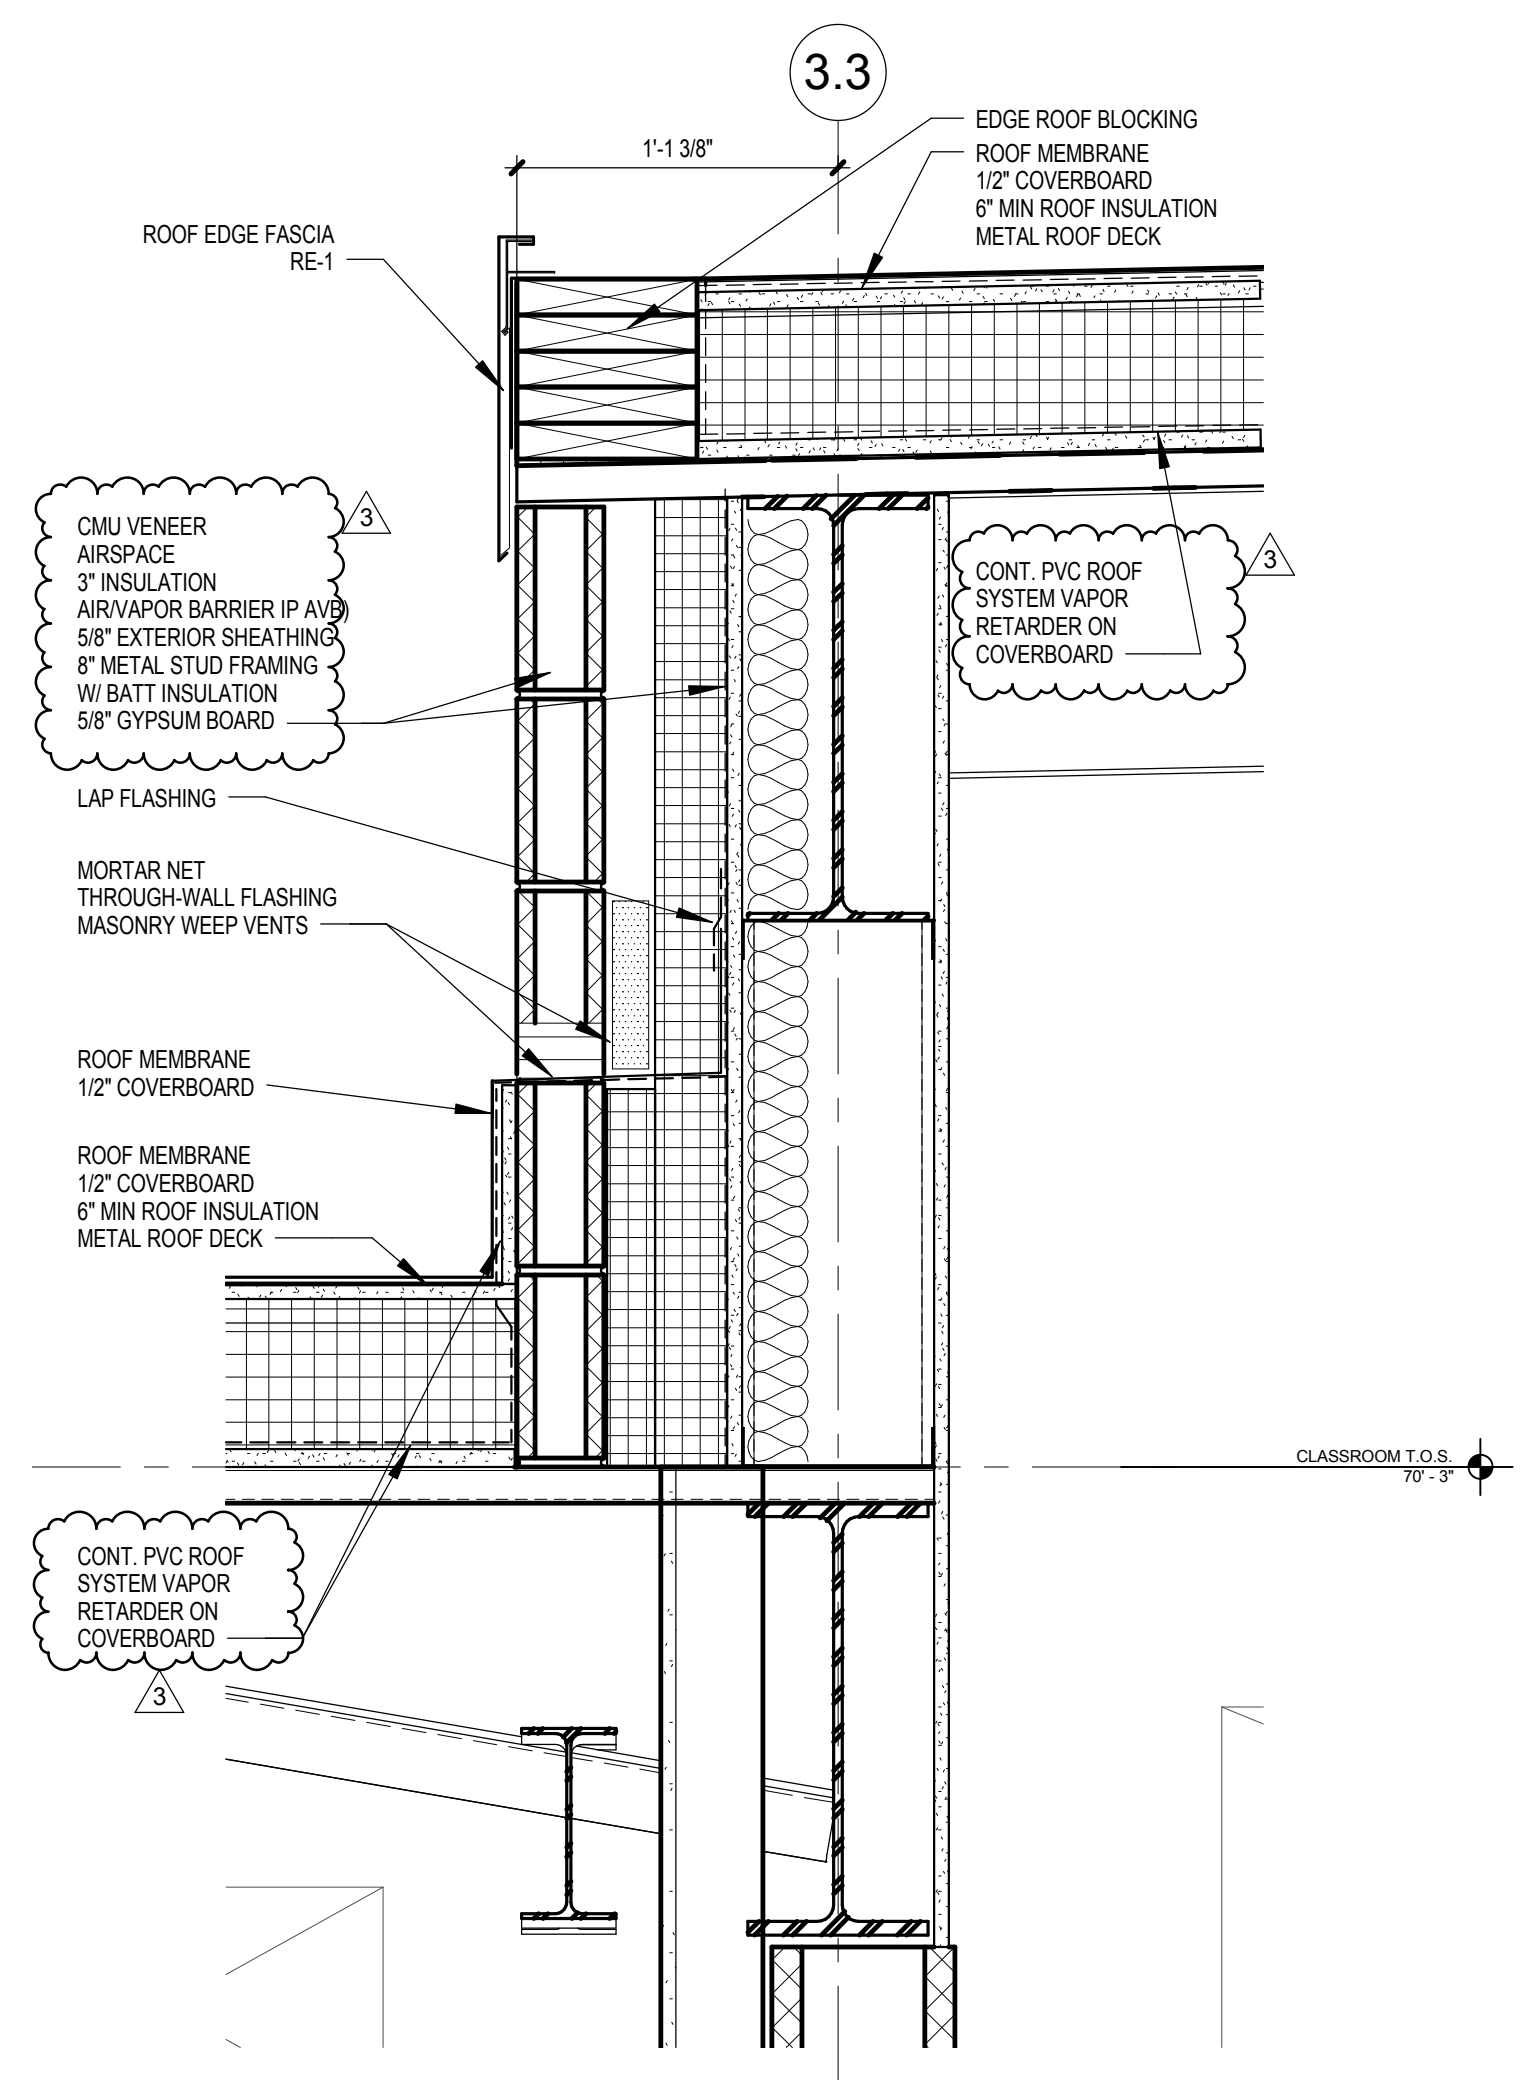 3.3
1'-1 3/8"
EDGE ROOF BLOCKING
ROOF MEMBRANE
1/2" COVERBOARD
6" MIN ROOF INSULATION
METAL ROOF DECK
ROOF EDGE FASCIA
RE-1
CMU VENEER
AIRSPACE
3" INSULATION
AIR/VAPOR BARRIER IP AVB)
5/8" EXTERIOR SHEATHING
8" METAL STUD FRAMING
W/ BATT INSULATION
5/8" GYPSUM BOARD
3
CONT. PVC ROOF
SYSTEM VAPOR
RETARDER ON
COVERBOARD
3
LAP FLASHING
MORTAR NET
THROUGH-WALL FLASHING
MASONRY WEEP VENTS
ROOF MEMBRANE
1/2" COVERBOARD
ROOF MEMBRANE
1/2" COVERBOARD
6" MIN ROOF INSULATION
METAL ROOF DECK
CLASSROOM T.O.S.
70' - 3"
CONT. PVC ROOF
SYSTEM VAPOR
RETARDER ON
COVERBOARD
3